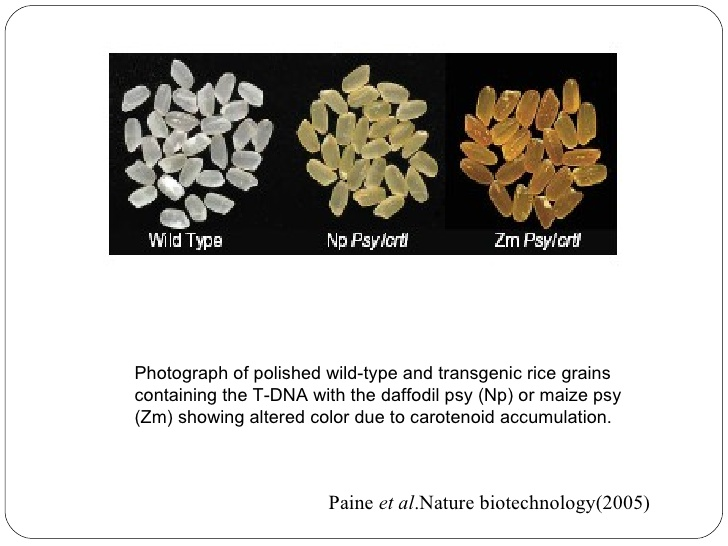 Wild Type Np Psy/crtI Zm Psy/crtI
Photograph of polished wild-type and transgenic rice grains
containing the T-DNA with the daffodil psy (Np) or maize psy
(Zm) showing altered color due to carotenoid accumulation.
Paine et al.Nature biotechnology(2005)